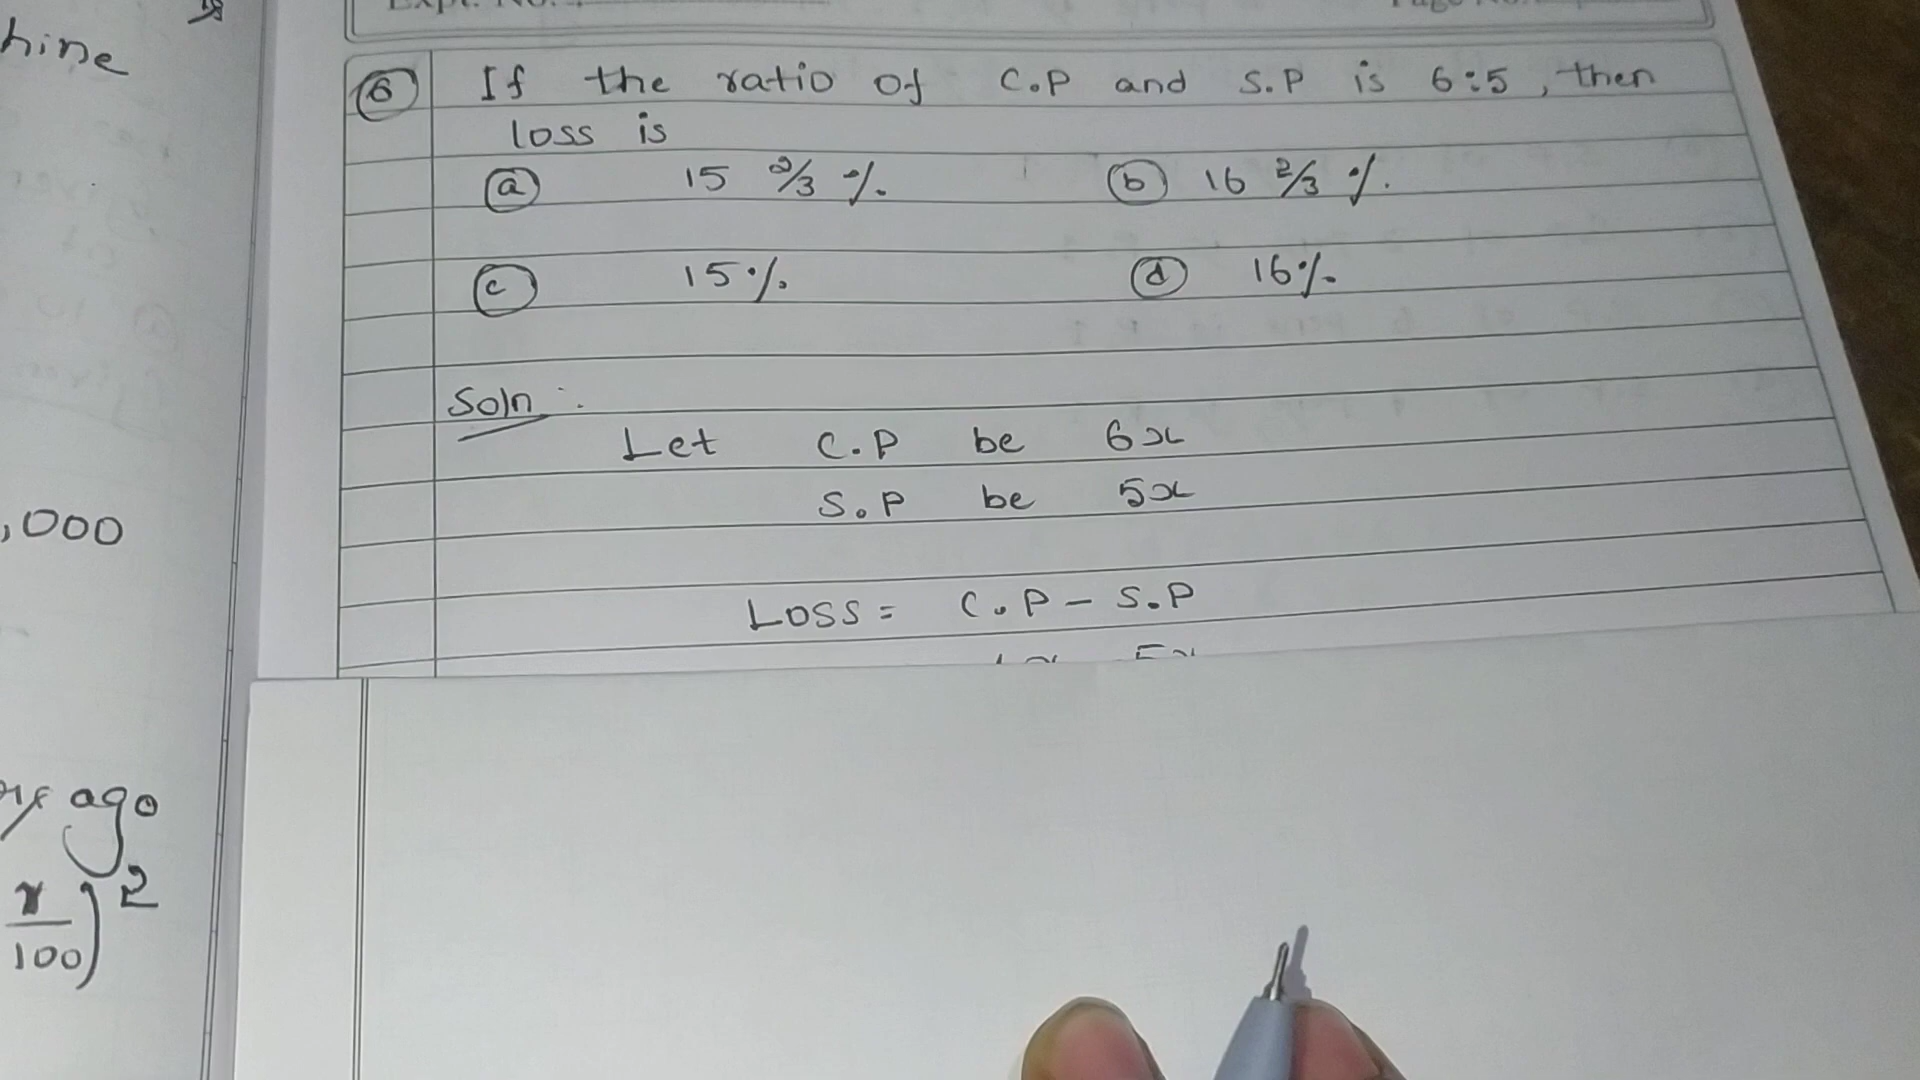 hine
,000
ago
r/100)²
6 If the ratio of C.P and S.P is 6:5, then
loss is
a 15 2/3 % b 16 2/3 %.
c 15%. d 16%.
Soln:
Let C.P be 6x
S.P be 5x
Loss = C.P - S.P